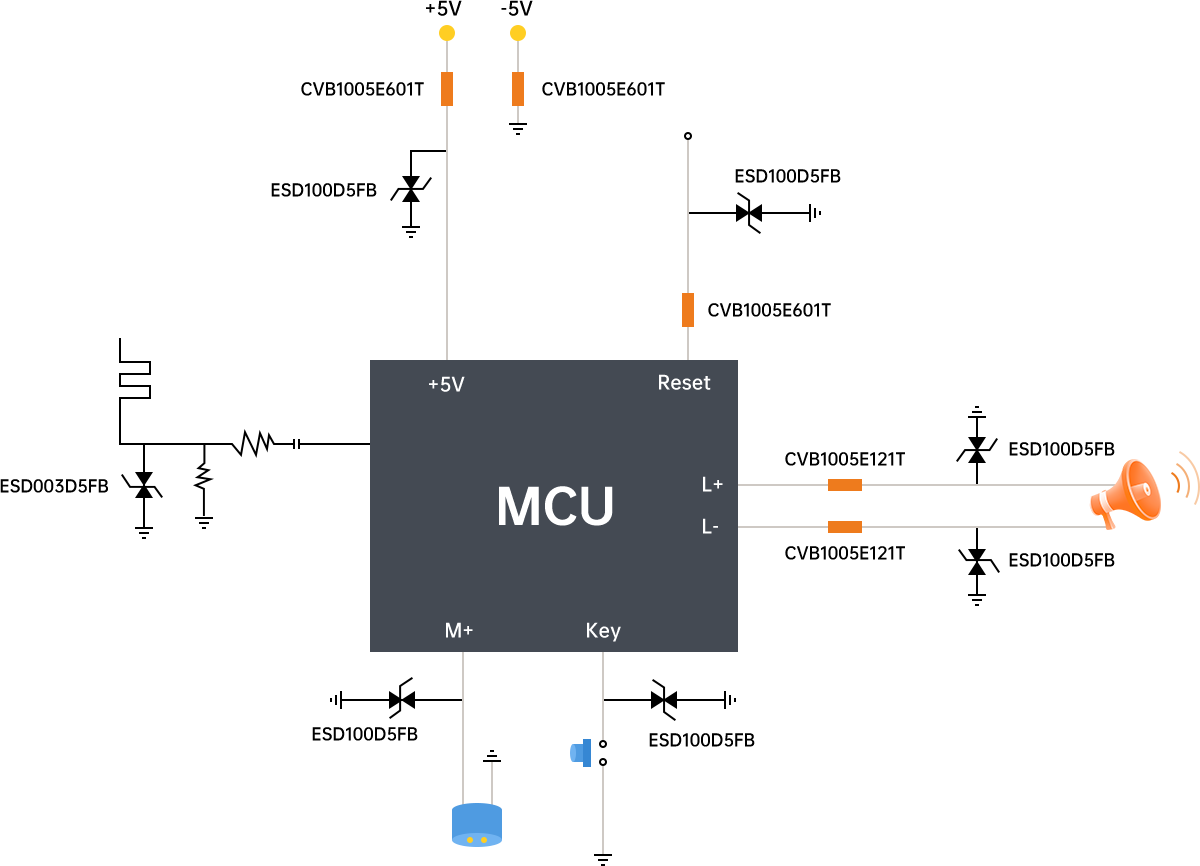 +5V
-5V
CVB1005E601T
CVB1005E601T
ESD100D5FB
ESD100D5FB
CVB1005E601T
+5V
Reset
ESD100D5FB
CVB1005E121T
ESD003D5FB
L+
MCU
L-
CVB1005E121T
ESD100D5FB
M+
Key
ESD100D5FB
ESD100D5FB